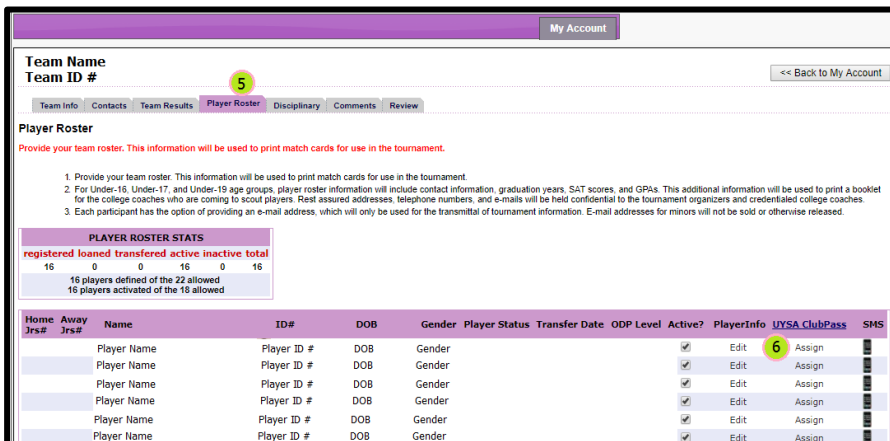 My Account
Team Name
Team ID #
<< Back to My Account
5
Team Info Contacts Team Results Player Roster Disciplinary Comments Review
Player Roster
Provide your team roster. This information will be used to print match cards for use in the tournament.
1. Provide your team roster. This information will be used to print match cards for use in the tournament.
2. For Under-16, Under-17, and Under-19 age groups, player roster information will include contact information, graduation years, SAT scores, and GPAs. This additional information will be used to print a booklet
for the college coaches who are coming to scout players. Rest assured addresses, telephone numbers, and e-mails will be held confidential to the tournament organizers and credentialed college coaches.
3. Each participant has the option of providing an e-mail address, which will only be used for the transmittal of tournament information. E-mail addresses for minors will not be sold or otherwise released.
PLAYER ROSTER STATS
registered loaned transfered active inactive total
16 0 0 16 0 16
16 players defined of the 22 allowed
16 players activated of the 18 allowed
Home Jrs# Away Jrs# Name ID# DOB Gender Player Status Transfer Date ODP Level Active? PlayerInfo UYSA ClubPass SMS
Player Name Player ID # DOB Gender Edit 6 Assign
Player Name Player ID # DOB Gender Edit Assign
Player Name Player ID # DOB Gender Edit Assign
Player Name Player ID # DOB Gender Edit Assign
Player Name Player ID # DOB Gender Edit Assign
Player Name Player ID # DOB Gender Edit Assign